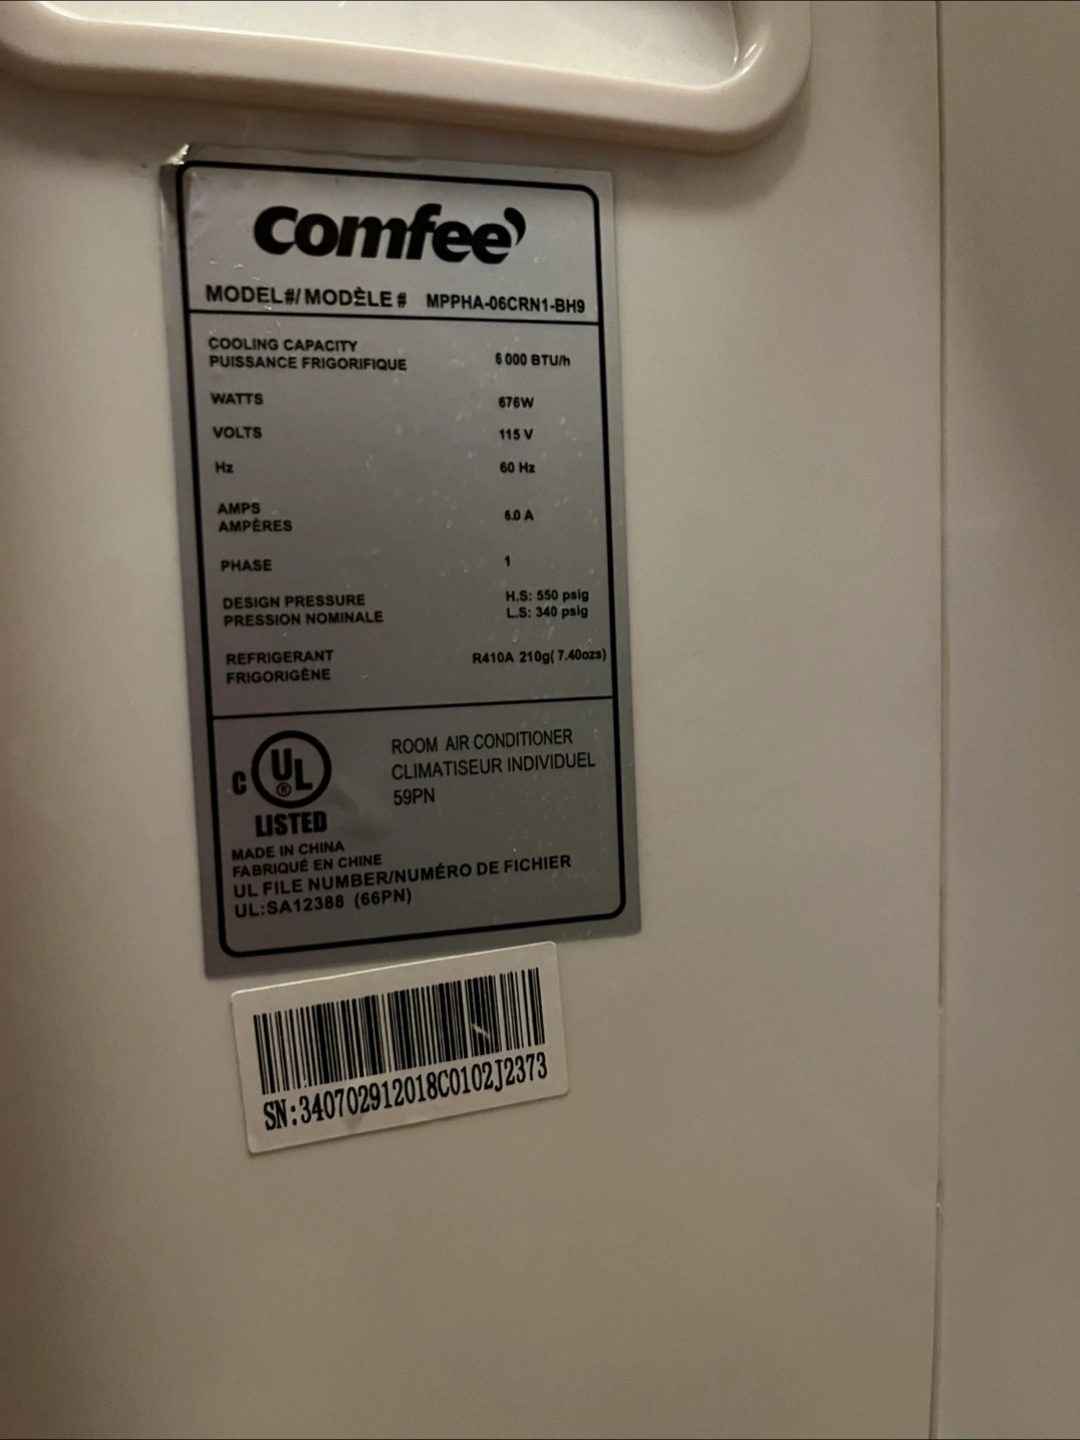 comfee'
MODEL#/MODÈLE # MPPHA-06CRN1-BH9
COOLING CAPACITY
PUISSANCE FRIGORIFIQUE 6 000 BTU/h
WATTS 676W
VOLTS 115 V
Hz 60 Hz
AMPS
AMPÈRES 6.0 A
PHASE 1
DESIGN PRESSURE H.S: 550 psig
PRESSION NOMINALE L.S: 340 psig
REFRIGERANT R410A 210g( 7.40ozs)
FRIGORIGÈNE
C UL ® LISTED
ROOM AIR CONDITIONER
CLIMATISEUR INDIVIDUEL
59PN
MADE IN CHINA
FABRIQUÉ EN CHINE
UL FILE NUMBER/NUMÉRO DE FICHIER
UL:SA12388 (66PN)
SN:340702912018C0102J2373